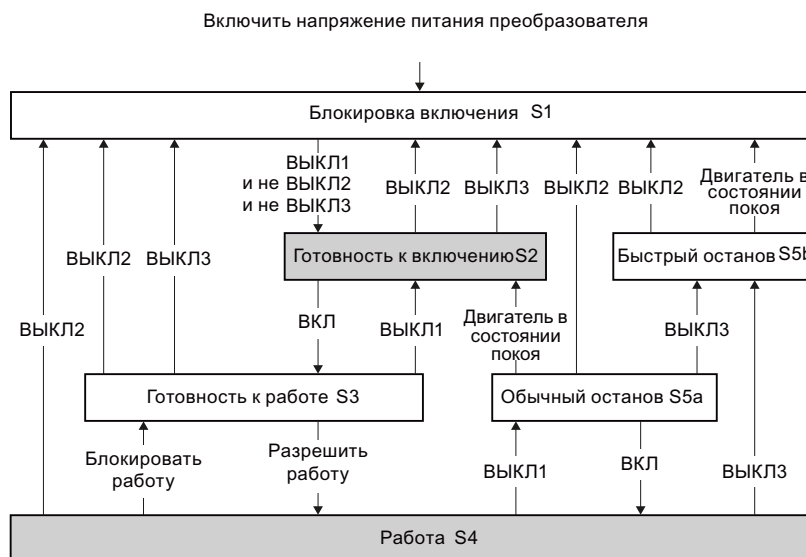 Включить напряжение питания преобразователя
Блокировка включения S1
ВЫКЛ1
и не ВЫКЛ2
и не ВЫКЛ3
ВЫКЛ2
ВЫКЛ3
ВЫКЛ2
ВЫКЛ2
Двигатель в
состоянии
покоя
Готовность к включениюS2
Быстрый останов S5b
ВЫКЛ2
ВЫКЛ3
ВЫКЛ2
ВКЛ
ВЫКЛ1
Двигатель в
состоянии
покоя
ВЫКЛ3
Готовность к работе S3
Обычный останов S5a
Блокировать
работу
Разрешить
работу
ВЫКЛ1
ВКЛ
ВЫКЛ3
Работа S4